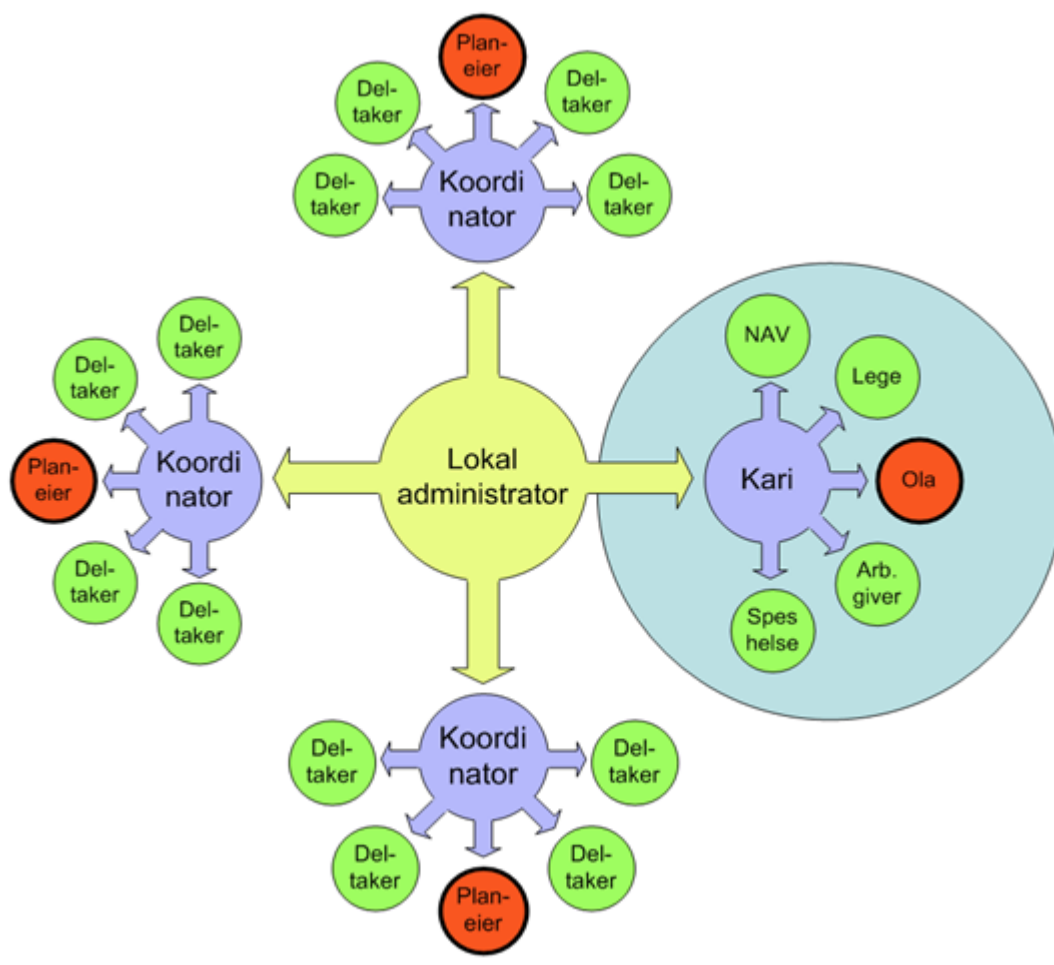 Plan-
eier
Del-
taker
Del-
taker
Del-
taker
Del-
taker
Koordi
nator
Del-
taker
Del-
taker
Plan-
eier
Del-
taker
Del-
taker
Koordi
nator
Lokal
administrator
NAV
Lege
Kari
Ola
Arb.
giver
Spes
helse
Koordi
nator
Del-
taker
Del-
taker
Del-
taker
Del-
taker
Plan-
eier